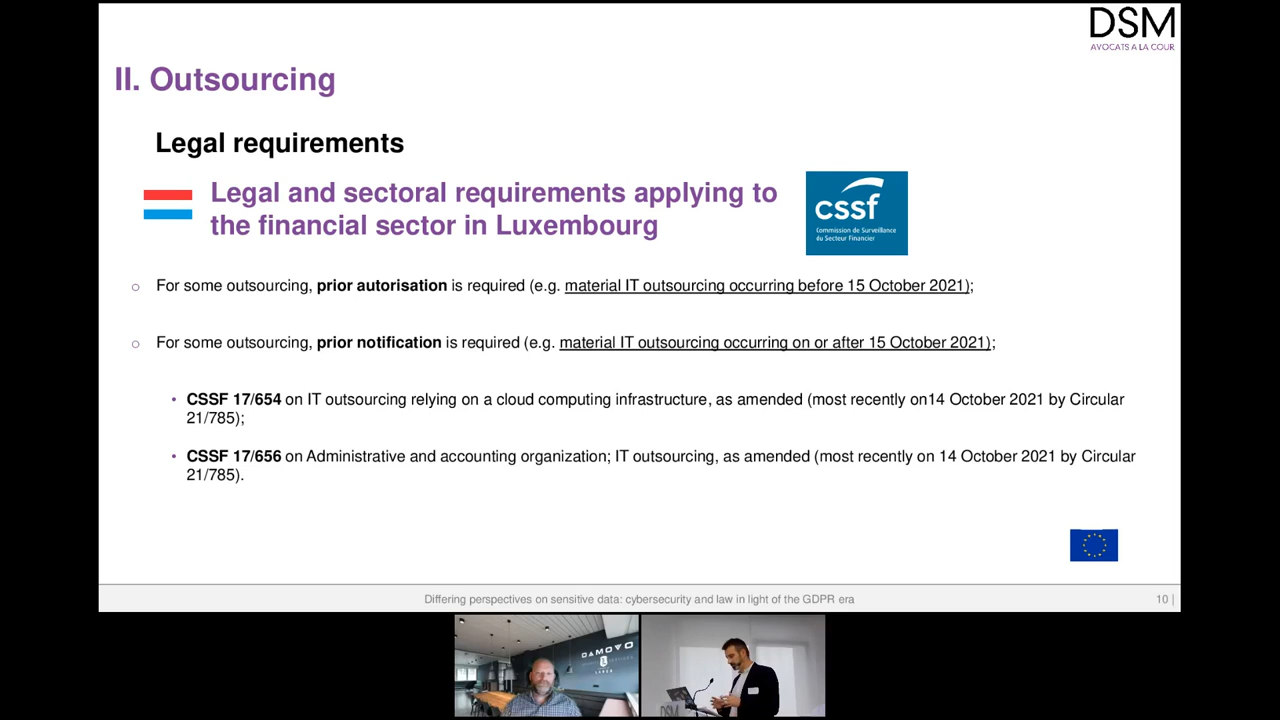 DSM
AVOCATS A LA COUR
II. Outsourcing
Legal requirements
Legal and sectoral requirements applying to
the financial sector in Luxembourg
cssf
Commission de Surveillance
du Secteur Financier
o For some outsourcing, prior autorisation is required (e.g. material IT outsourcing occurring before 15 October 2021);
o For some outsourcing, prior notification is required (e.g. material IT outsourcing occurring on or after 15 October 2021);
• CSSF 17/654 on IT outsourcing relying on a cloud computing infrastructure, as amended (most recently on14 October 2021 by Circular
21/785);
• CSSF 17/656 on Administrative and accounting organization; IT outsourcing, as amended (most recently on 14 October 2021 by Circular
21/785).
Differing perspectives on sensitive data: cybersecurity and law in light of the GDPR era
10 |
DAMOVO
DSM